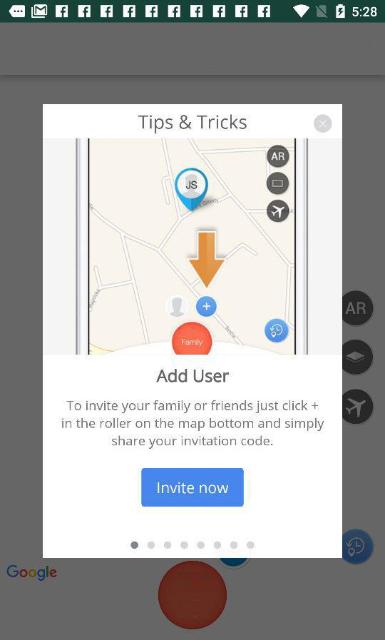 5:28
Tips & Tricks
AR
JS
Family
AR
Add User
To invite your family or friends just click +
in the roller on the map bottom and simply
share your invitation code.
Invite now
Google